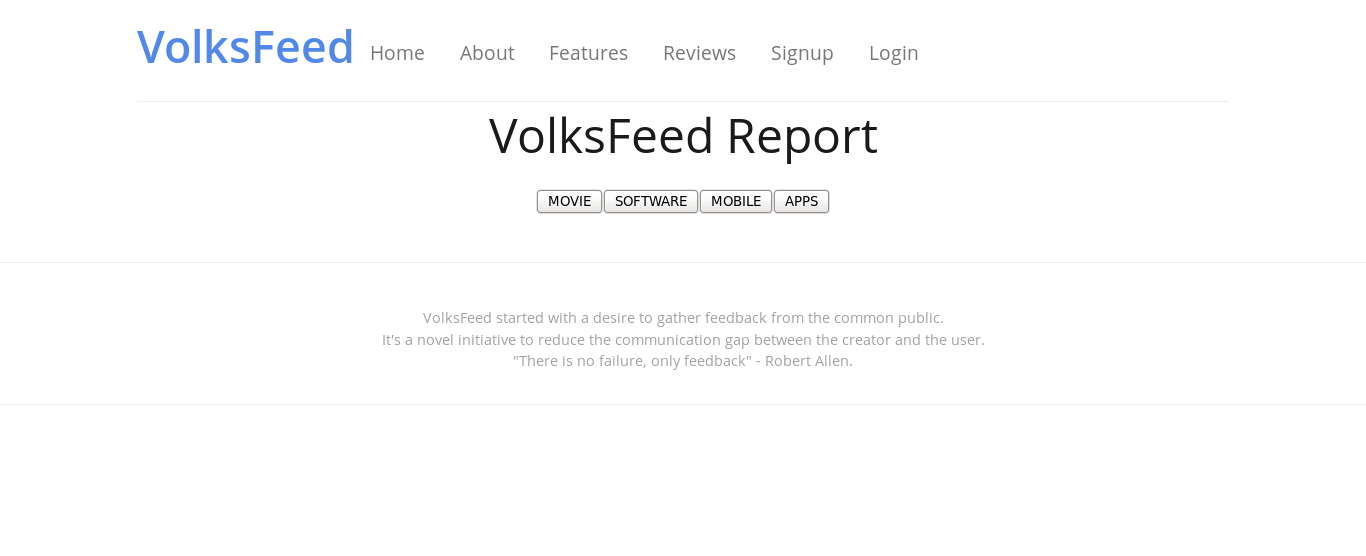 VolksFeed Home About Features Reviews Signup Login
VolksFeed Report
MOVIE SOFTWARE MOBILE APPS
VolksFeed started with a desire to gather feedback from the common public.
It's a novel initiative to reduce the communication gap between the creator and the user.
"There is no failure, only feedback" - Robert Allen.